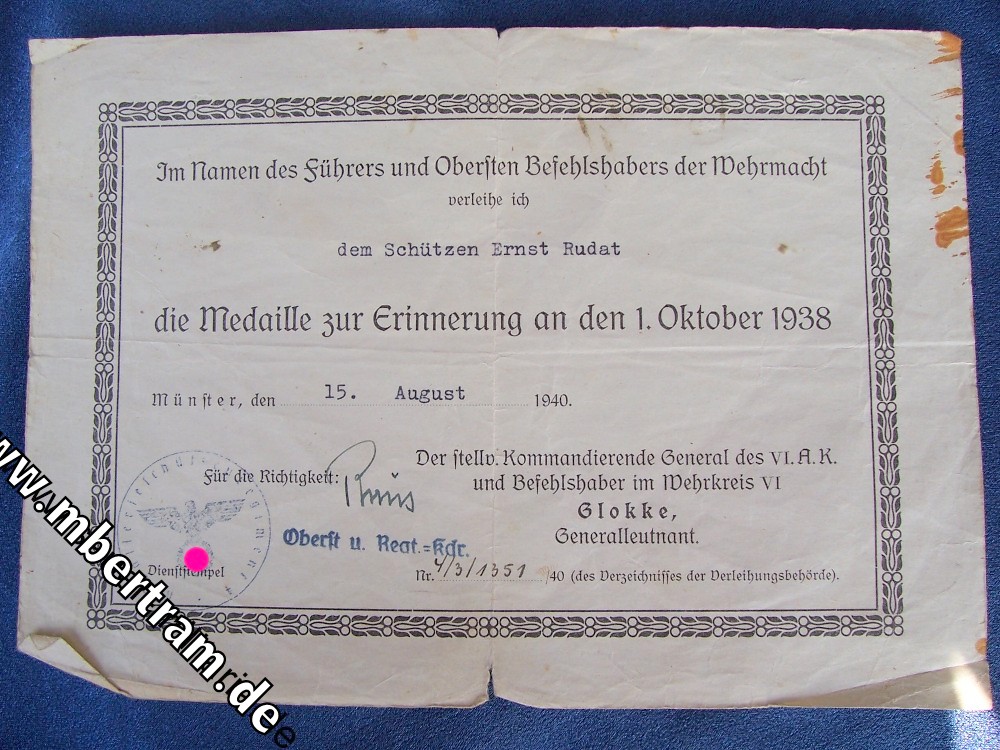 Im Namen des Führers und Obersten Befehlshabers der Wehrmacht
verleihe ich
dem Schützen Ernst Rudat
die Medaille zur Erinnerung an den 1. Oktober 1938
Münster, den 15. August 1940.
Für die Richtigkeit:
Der stellv. Kommandierende General des VI. A. K.
und Befehlshaber im Wehrkreis VI
Glokke,
Generalleutnant.
Oberst u. Regt.=Kdr.
Dienststempel
Nr. 4/3/1351 /40 (des Verzeichnisses der Verleihungsbehörde).
www.mbertram.de